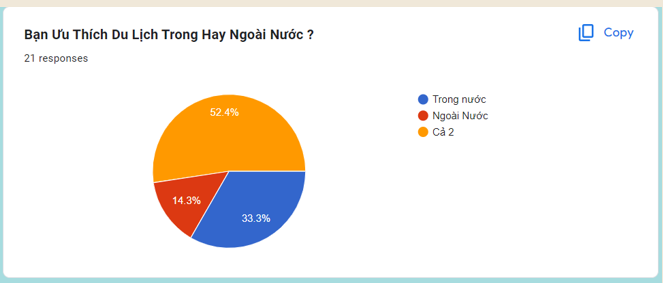 Bạn Ưu Thích Du Lịch Trong Hay Ngoài Nước ?
Copy
21 responses
52.4%
14.3%
33.3%
Trong nước
Ngoài Nước
Cả 2